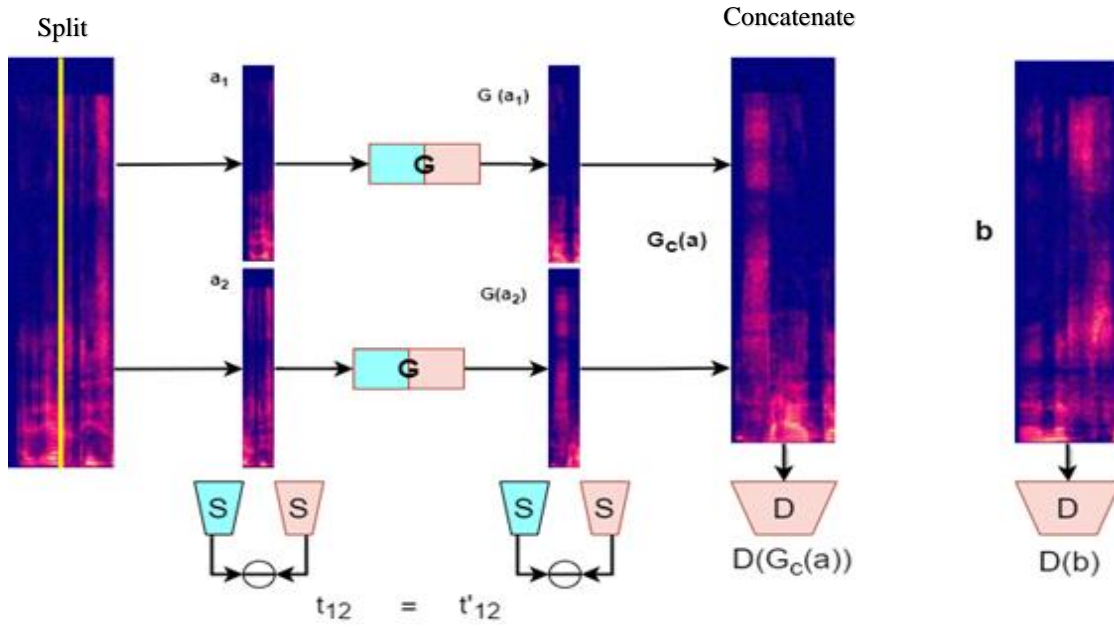 Split
Concatenate
a1
G (a1)
G
Gc(a)
b
a2
G(a2)
G
S S
S S
D
D
D(Gc(a))
D(b)
t12 = t'12